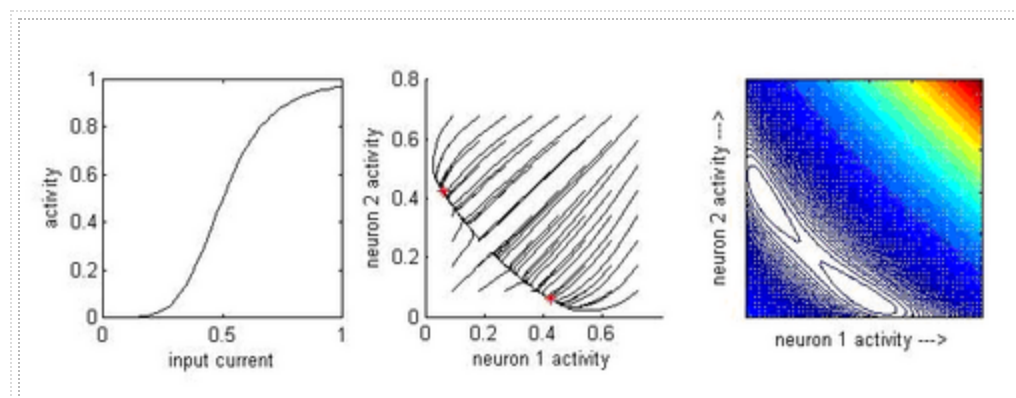 1
0.8
0.6
0.4
0.2
0
activity
0 0.5 1
input current
0.8
0.6
0.4
0.2
0
neuron 2 activity
0 0.2 0.4 0.6
neuron 1 activity
neuron 2 activity --->
neuron 1 activity --->